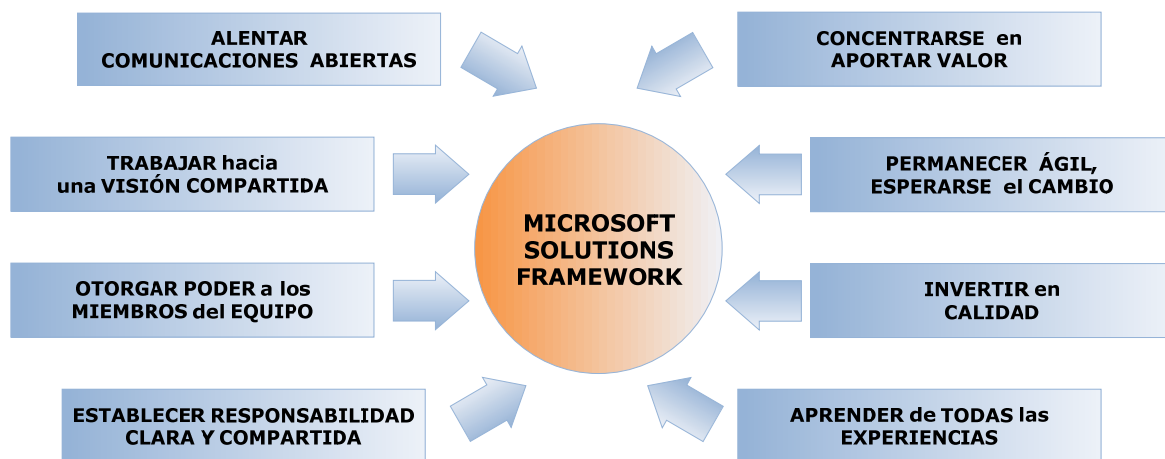 ALENTAR
COMUNICACIONES ABIERTAS
TRABAJAR hacia
una VISIÓN COMPARTIDA
OTORGAR PODER a los
MIEMBROS del EQUIPO
ESTABLECER RESPONSABILIDAD
CLARA Y COMPARTIDA
MICROSOFT
SOLUTIONS
FRAMEWORK
CONCENTRARSE en
APORTAR VALOR
PERMANECER ÁGIL,
ESPERARSE el CAMBIO
INVERTIR en
CALIDAD
APRENDER de TODAS las
EXPERIENCIAS